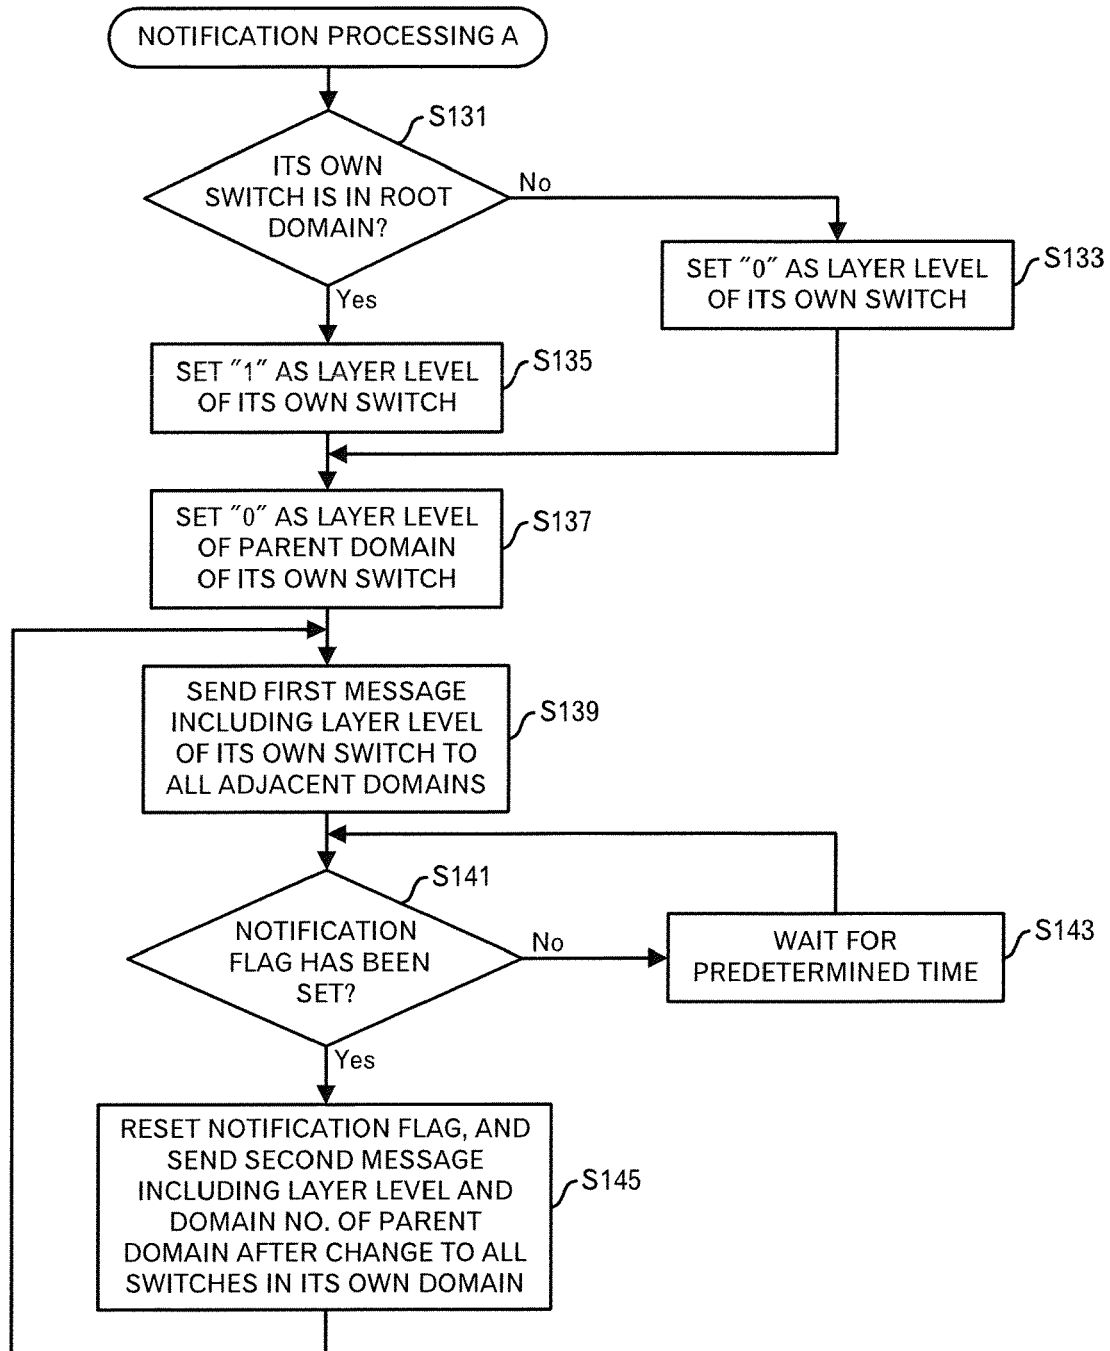 NOTIFICATION PROCESSING A
S131
ITS OWN
SWITCH IS IN ROOT
DOMAIN?
No
Yes
SET "0" AS LAYER LEVEL
OF ITS OWN SWITCH
S133
SET "1" AS LAYER LEVEL
OF ITS OWN SWITCH
S135
SET "0" AS LAYER LEVEL
OF PARENT DOMAIN
OF ITS OWN SWITCH
S137
SEND FIRST MESSAGE
INCLUDING LAYER LEVEL
OF ITS OWN SWITCH TO
ALL ADJACENT DOMAINS
S139
S141
NOTIFICATION
FLAG HAS BEEN
SET?
No
WAIT FOR
PREDETERMINED TIME
S143
Yes
RESET NOTIFICATION FLAG, AND
SEND SECOND MESSAGE
INCLUDING LAYER LEVEL AND
DOMAIN NO. OF PARENT
DOMAIN AFTER CHANGE TO ALL
SWITCHES IN ITS OWN DOMAIN
S145